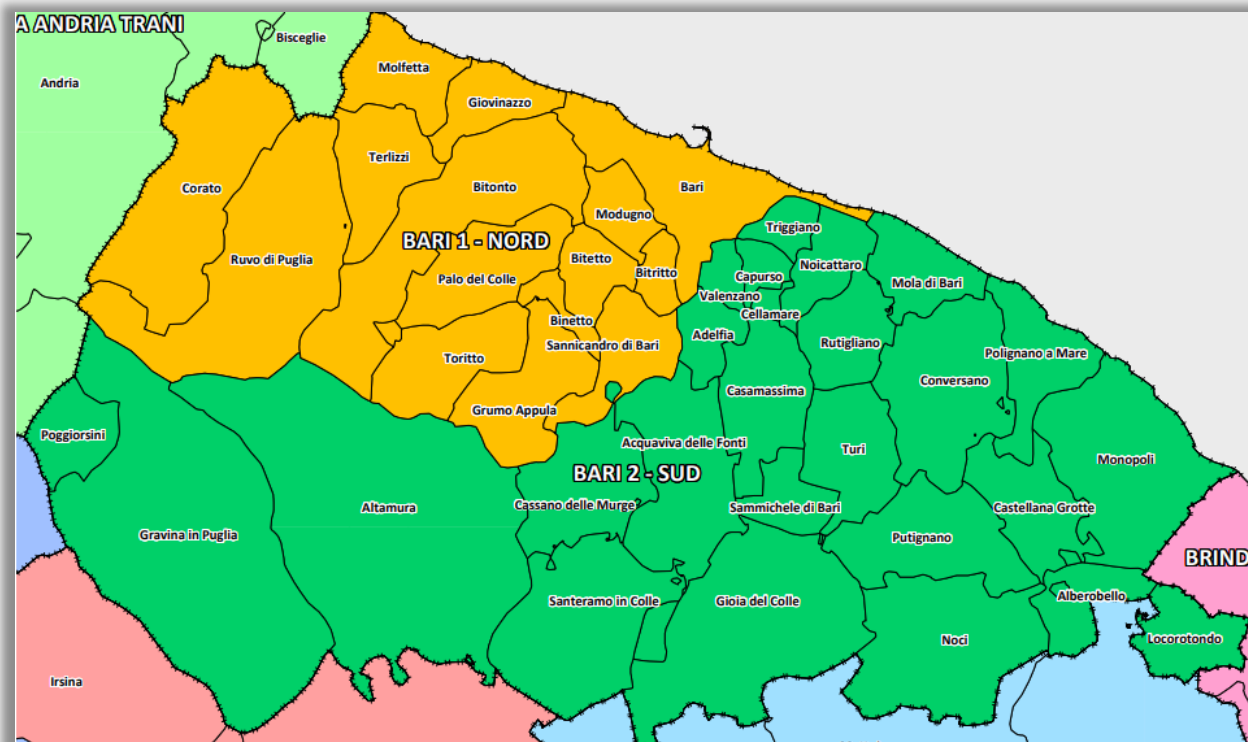 A ANDRIA TRANI
Bisceglie
Andria
Molfetta
Giovinazzo
Terlizzi
Corato
Bitonto
Bari
Modugno
BARI 1 - NORD
Triggiano
Ruvo di Puglia
Bitetto
Bitritto
Noicattaro
Palo del Colle
Capurso
Mola di Bari
Valenzano
Cellamare
Binetto
Adelfia
Sannicandro di Bari
Rutigliano
Toritto
Polignano a Mare
Casamassima
Conversano
Grumo Appula
Poggiorsini
Acquaviva delle Fonti
Turi
Monopoli
BARI 2 - SUD
Cassano delle Murge
Altamura
Sammichele di Bari
Castellana Grotte
Gravina in Puglia
Putignano
BRIND
Santeramo in Colle
Gioia del Colle
Alberobello
Noci
Locorotondo
Irsina